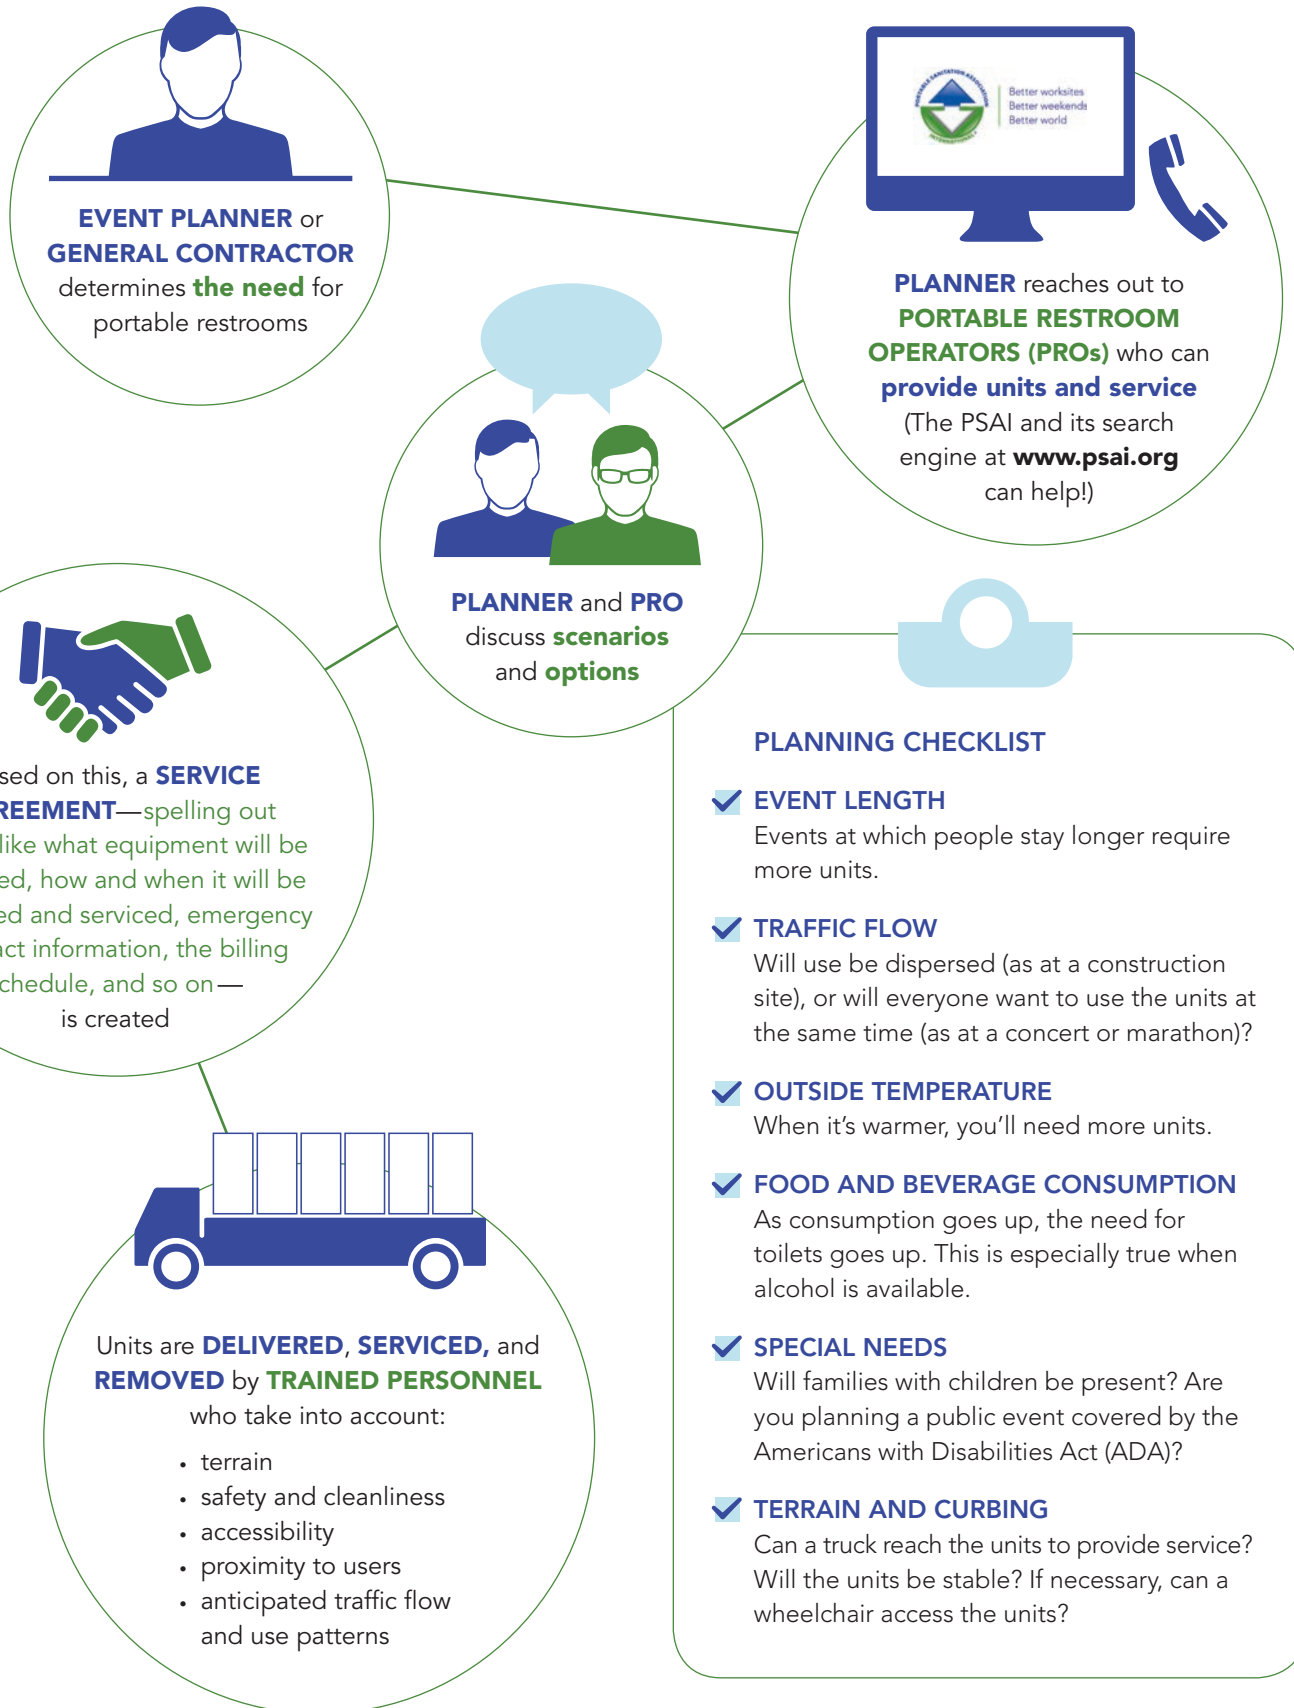 EVENT PLANNER or
GENERAL CONTRACTOR
determines the need for
portable restrooms
PORTABLE SANITATION ASSOCIATION
INTERNATIONAL
Better worksites
Better weekends
Better world
PLANNER reaches out to
PORTABLE RESTROOM
OPERATORS (PROs) who can
provide units and service
(The PSAI and its search
engine at www.psai.org
can help!)
PLANNER and PRO
discuss scenarios
and options
sed on this, a SERVICE
REEMENT—spelling out
like what equipment will be
ed, how and when it will be
ed and serviced, emergency
act information, the billing
chedule, and so on—
is created
Units are DELIVERED, SERVICED, and
REMOVED by TRAINED PERSONNEL
who take into account:
• terrain
• safety and cleanliness
• accessibility
• proximity to users
• anticipated traffic flow
and use patterns
PLANNING CHECKLIST
EVENT LENGTH
Events at which people stay longer require
more units.
TRAFFIC FLOW
Will use be dispersed (as at a construction
site), or will everyone want to use the units at
the same time (as at a concert or marathon)?
OUTSIDE TEMPERATURE
When it’s warmer, you’ll need more units.
FOOD AND BEVERAGE CONSUMPTION
As consumption goes up, the need for
toilets goes up. This is especially true when
alcohol is available.
SPECIAL NEEDS
Will families with children be present? Are
you planning a public event covered by the
Americans with Disabilities Act (ADA)?
TERRAIN AND CURBING
Can a truck reach the units to provide service?
Will the units be stable? If necessary, can a
wheelchair access the units?